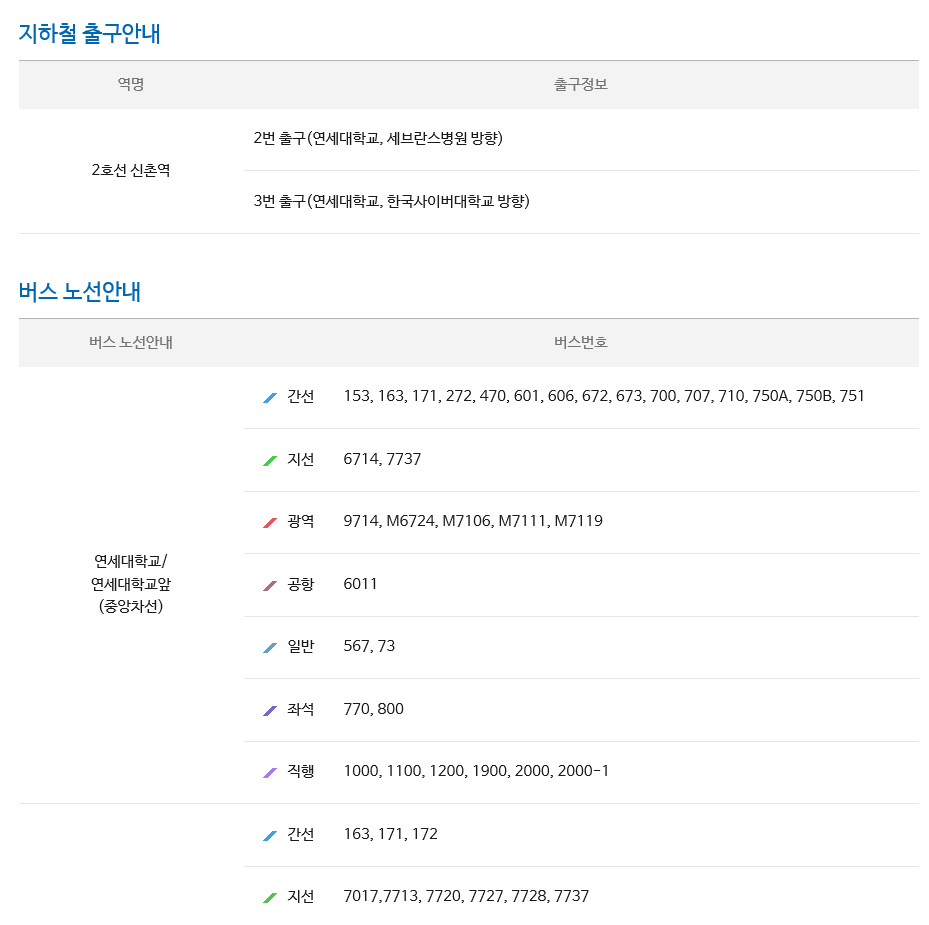 지하철 출구안내
역명 출구정보
2호선 신촌역
2번 출구(연세대학교, 세브란스병원 방향)
3번 출구(연세대학교, 한국사이버대학교 방향)
버스 노선안내
버스 노선안내 버스번호
연세대학교/
연세대학교앞
(중앙차선)
간선 153, 163, 171, 272, 470, 601, 606, 672, 673, 700, 707, 710, 750A, 750B, 751
지선 6714, 7737
광역 9714, M6724, M7106, M7111, M7119
공항 6011
일반 567, 73
좌석 770, 800
직행 1000, 1100, 1200, 1900, 2000, 2000-1
간선 163, 171, 172
지선 7017,7713, 7720, 7727, 7728, 7737